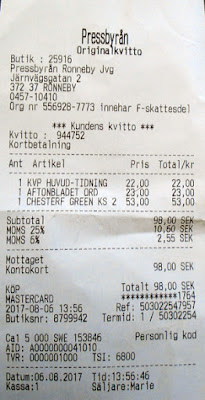 Pressbyrån
Originalkvitto
Butik : 25916
Pressbyrån Ronneby Jvg
Järnvägsgatan 2
372 37 RONNEBY
0457-10410
Org nr 556928-7773 innehar F-skattesdel
*** Kundens kvitto ***
Kvitto : 944752
Kortbetalning
Ant Artikel Pris Total/kr
1 KVP HUVUD-TIDNING 22,00 22,00
1 AFTONBLADET ORD 23,00 23,00
1 CHESTERF GREEN KS 2 53,00 53,00
Subtotal 98,00 SEK
MOMS 25% 10,60 SEK
MOMS 6% 2,55 SEK
Mottaget
Kontokort 98,00 SEK
KÖP Totalt 98,00 SEK
MASTERCARD ************1764
2017-08-06 13:56 Ref: 503022547957
Butiksnr: 8799942 Termid: 1 / 50302254
Ca1 5 000 SWE 153846 Personlig kod
AID: A0000000041010
TVR: 0000001000 TSI: 6800
Datum:06.08.2017 Tid:13:56:46
Kassa:1 Säljare:Marie